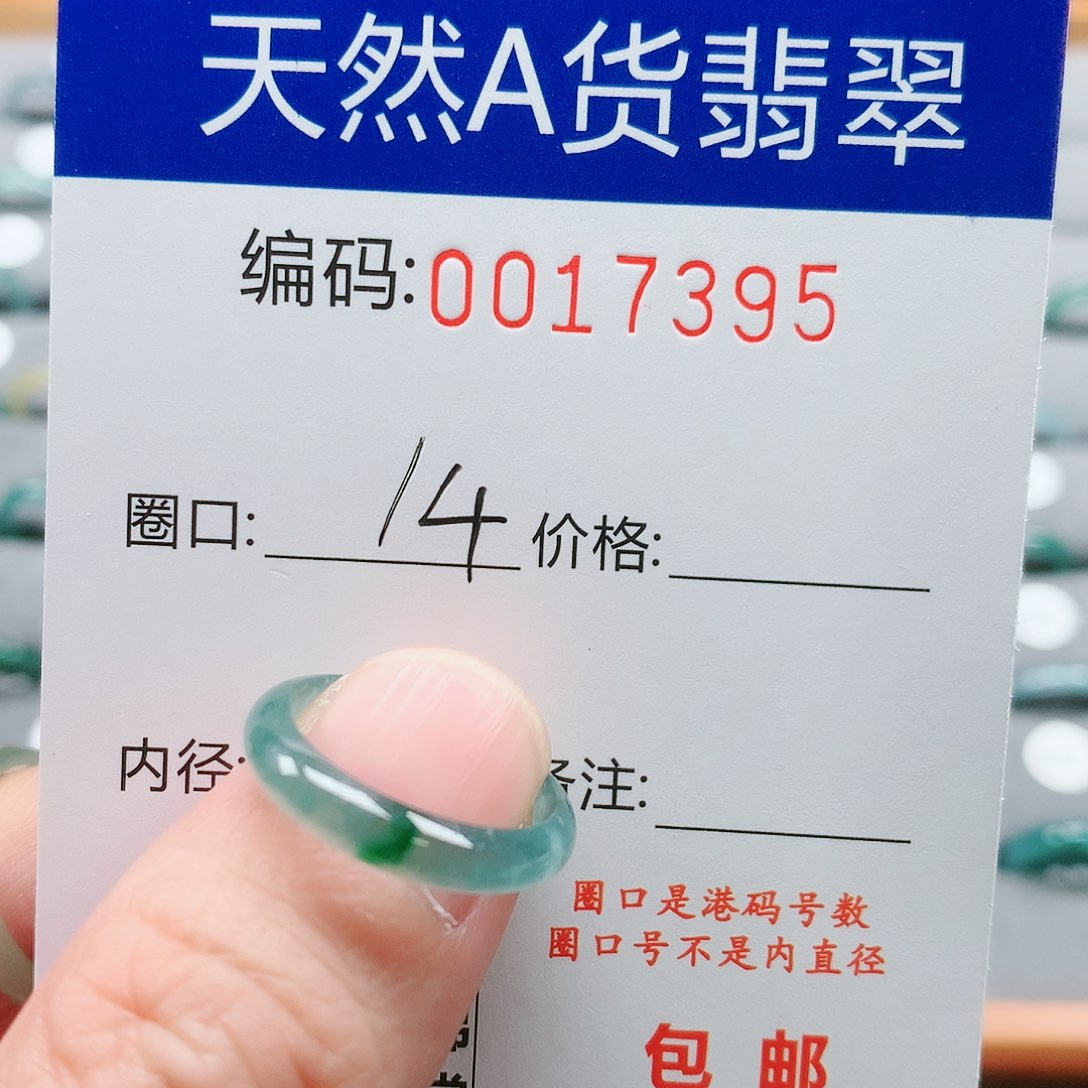 天然A货翡翠
编码:0017395
圈口: 14 价格:
内径: 备注:
圈口是港码号数
圈口号不是内直径
包邮